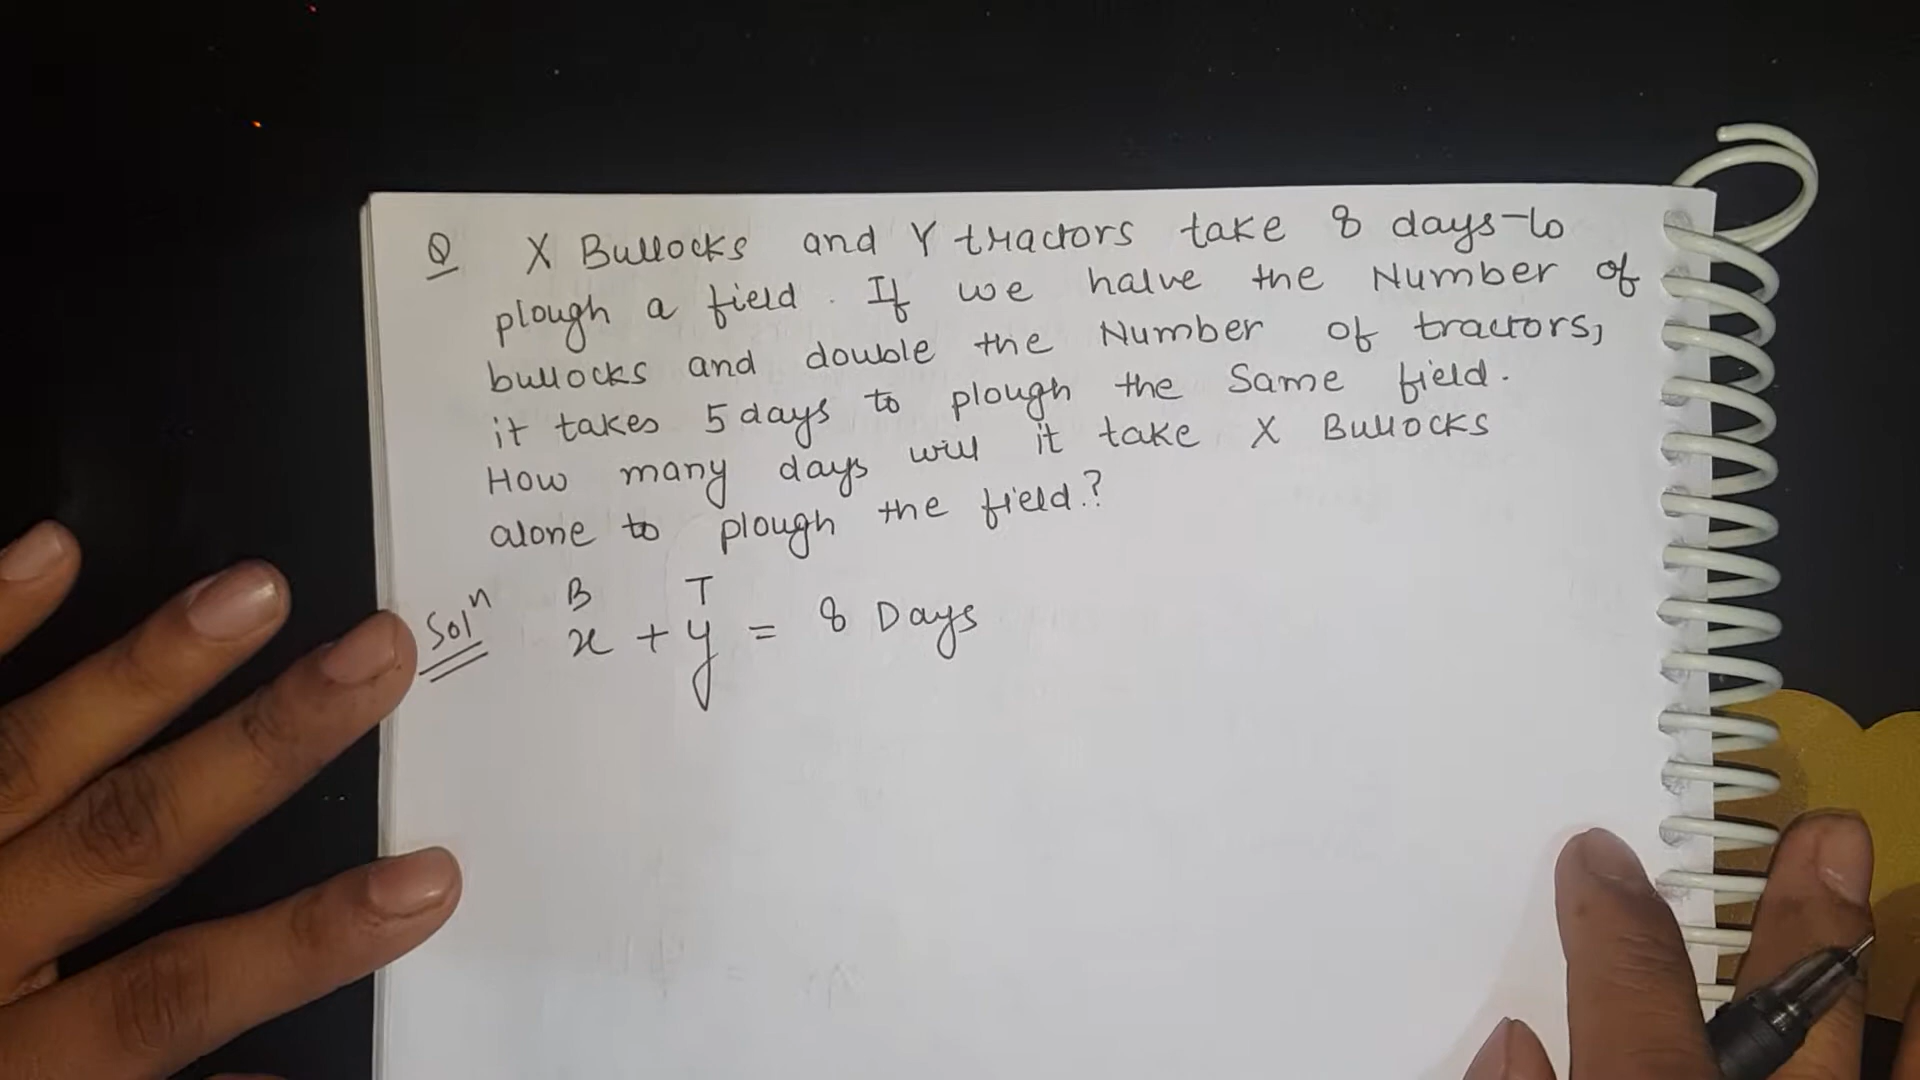 Q X Bullocks and Y tractors take 8 days to
plough a field. If we halve the Number of
bullocks and double the Number of tractors,
it takes 5 days to plough the Same field.
How many days will it take X Bullocks
alone to plough the field.?
B T
Solⁿ x + y = 8 Days